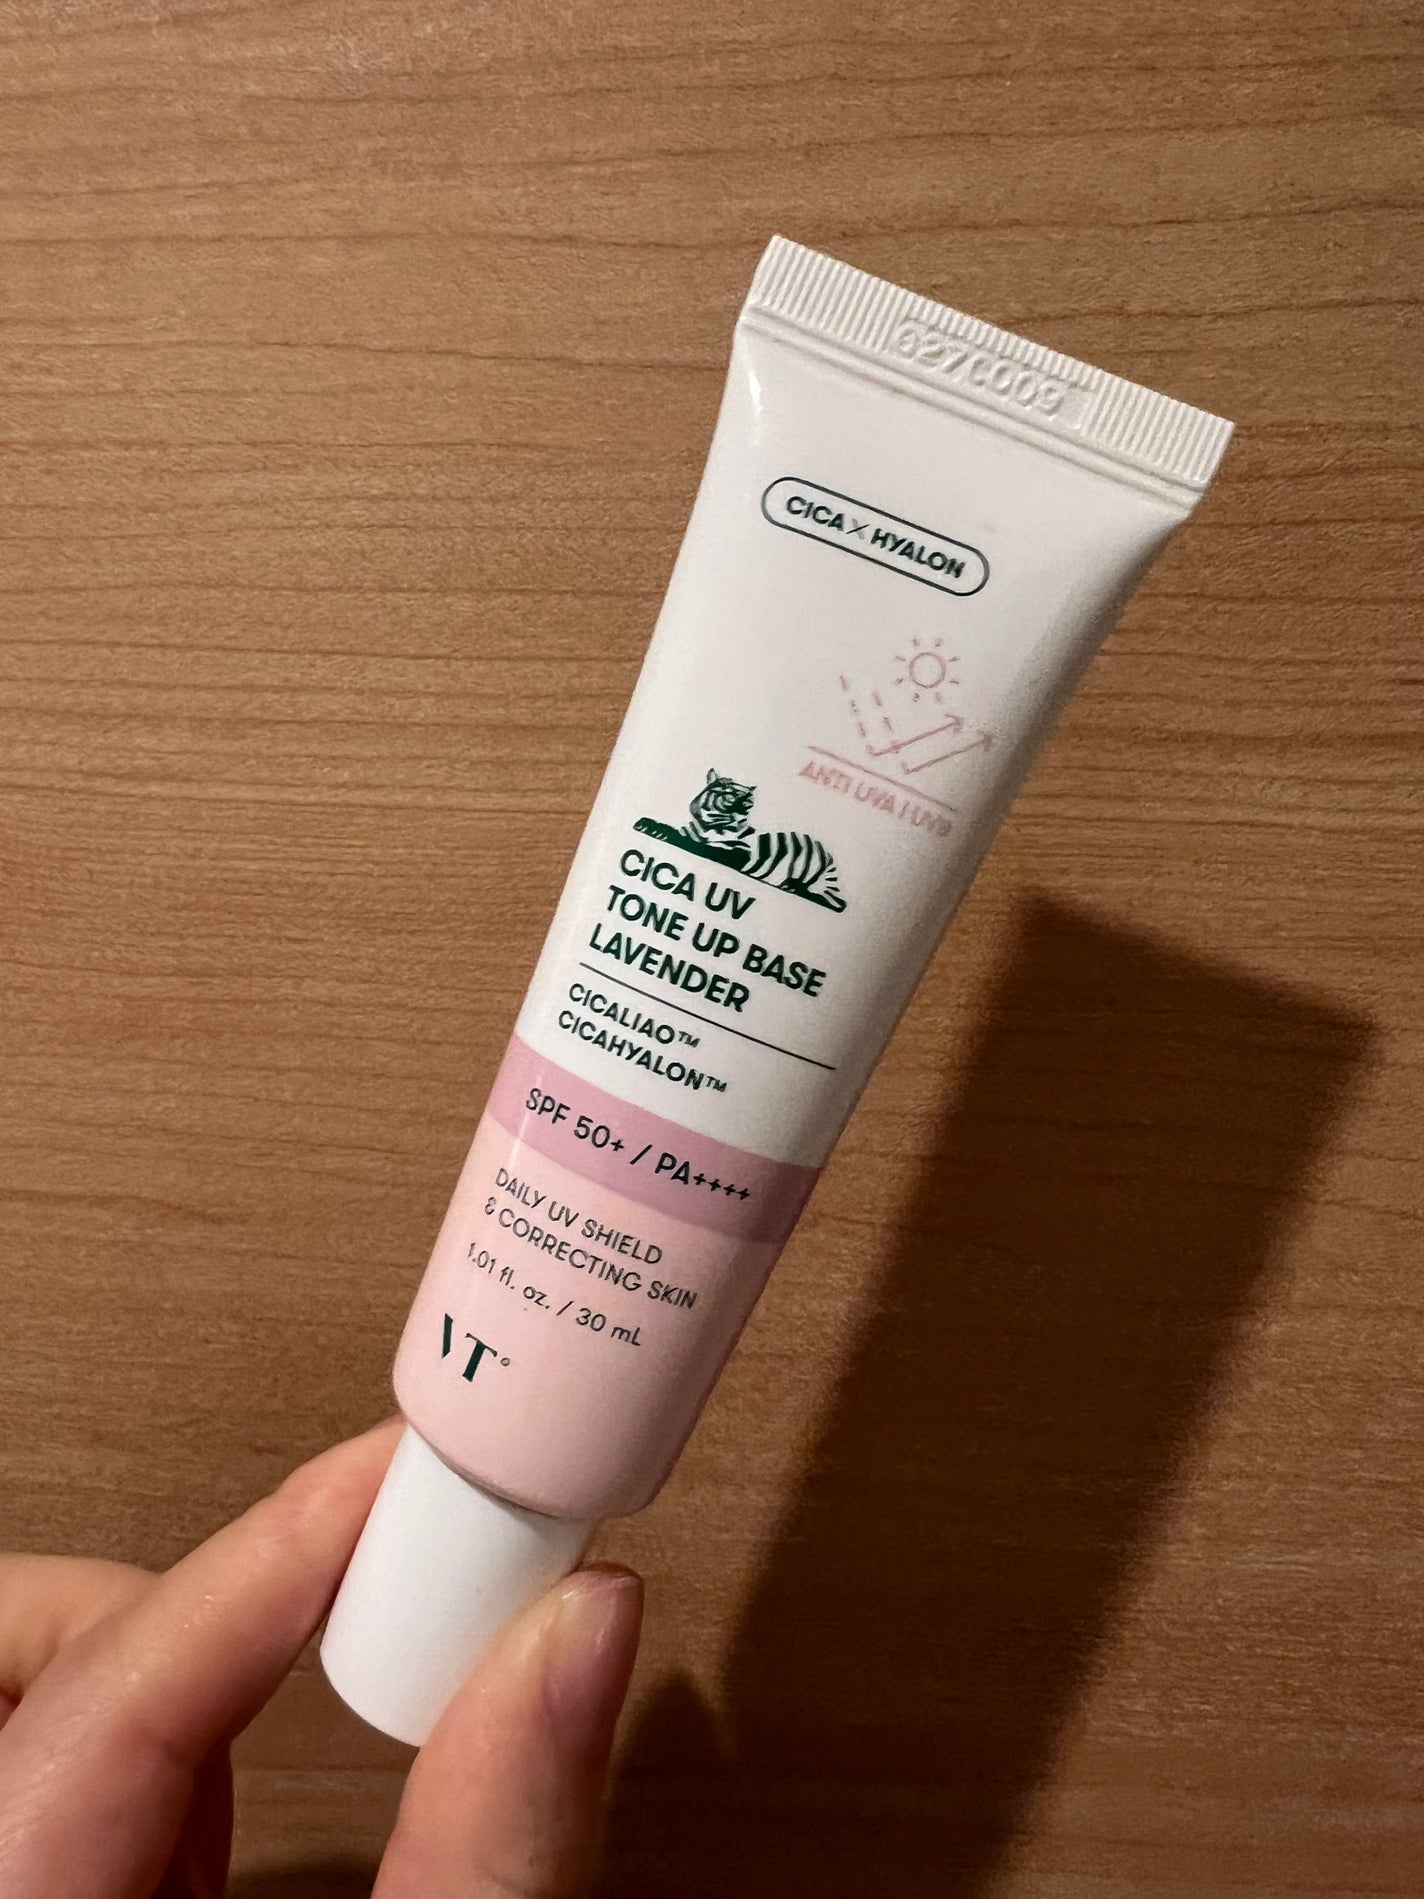 CICA X HYALON
ANTI UVA / UVB
CICA UV
TONE UP BASE
LAVENDER
CICALIAO™
CICAHYALON™
SPF 50+ / PA++++
DAILY UV SHIELD
& CORRECTING SKIN
1.01 fl. oz. / 30 mL
VT